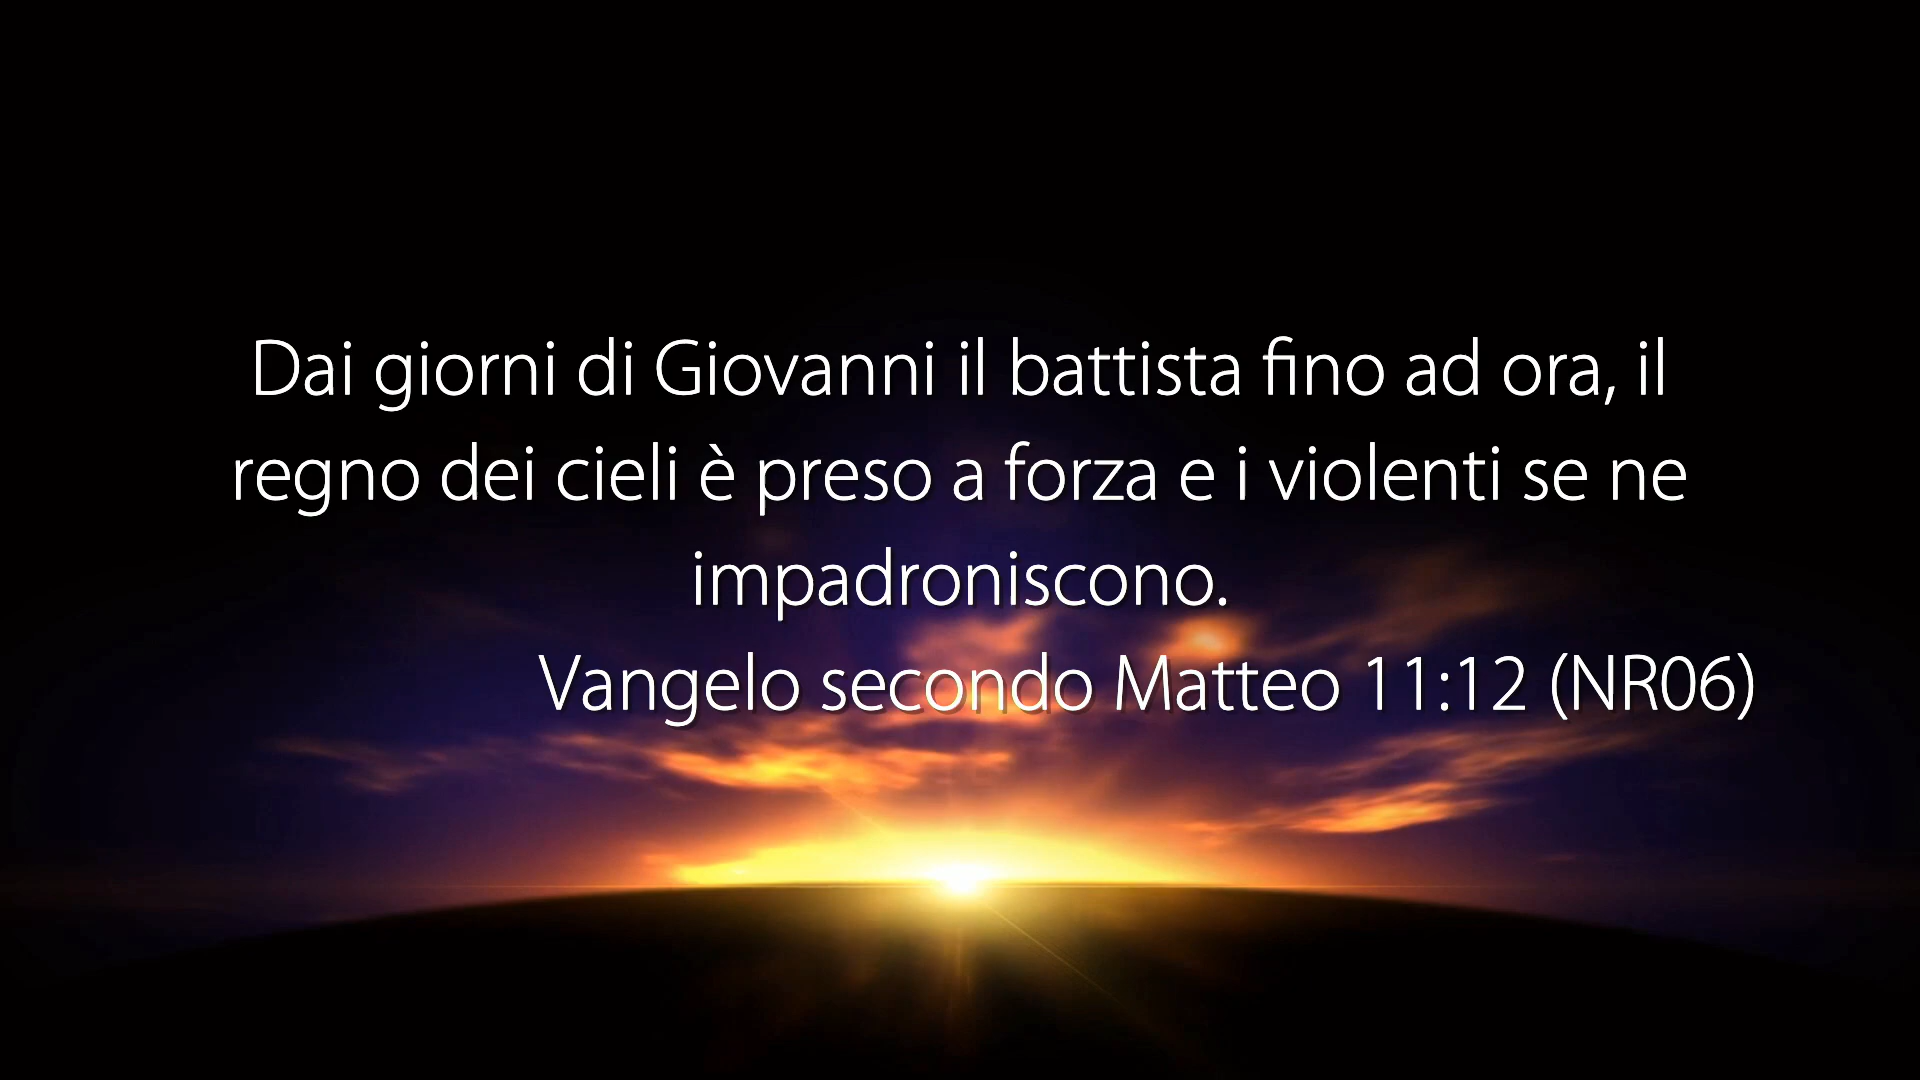 Dai giorni di Giovanni il battista fino ad ora, il
regno dei cieli è preso a forza e i violenti se ne
impadroniscono.
Vangelo secondo Matteo 11:12 (NR06)